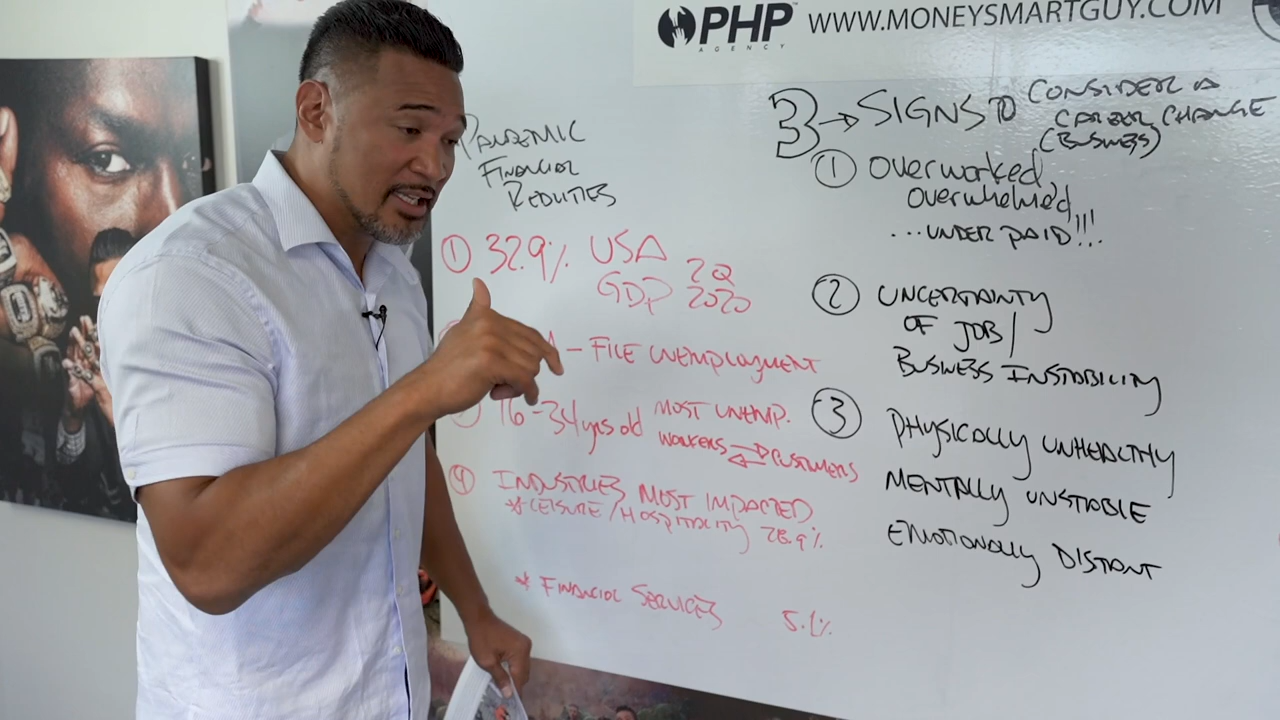 PHP
AGENCY
WWW.MONEYSMARTGUY.COM
PANDEMIC
FINANCIAL
REALITIES
① 32.9% USA 2Q
GDP 2020
A - FILE UNEMPLOYMENT
16-34 yrs old MOST UNEMP.
WORKERS ⇄ CUSTOMERS
④ INDUSTRIES MOST IMPACTED
* LEISURE/HOSPITALITY 28.9%
* FINANCIAL SERVICES 5.1%
3 → SIGNS TO CONSIDER A
CAREER CHANGE
(BUSINESS)
① Overworked
overwhelm'd
...UNDER PAID!!!
② UNCERTAINTY
OF JOB/
BUSINESS INSTABILITY
③ PHYSICALLY UNHEALTHY
MENTALLY UNSTABLE
EMOTIONALLY DISTANT